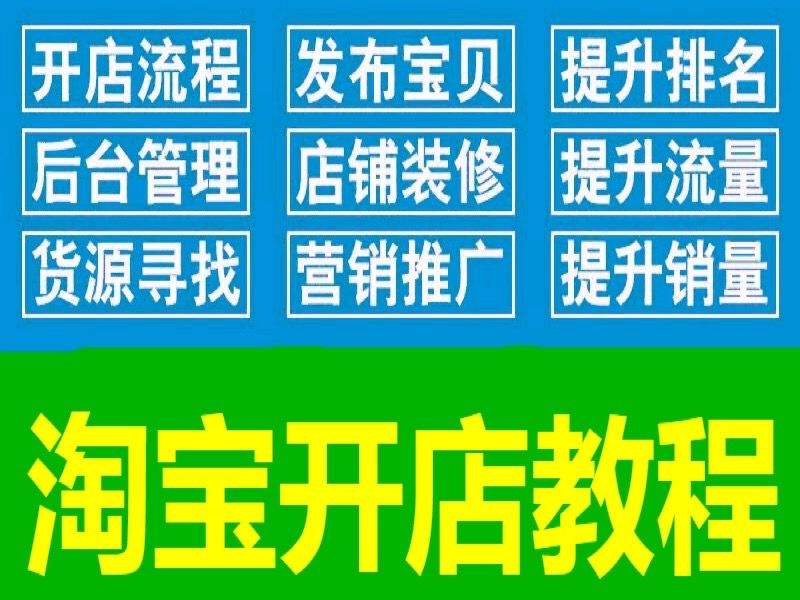 开店流程 发布宝贝 提升排名
后台管理 店铺装修 提升流量
货源寻找 营销推广 提升销量
淘宝开店教程